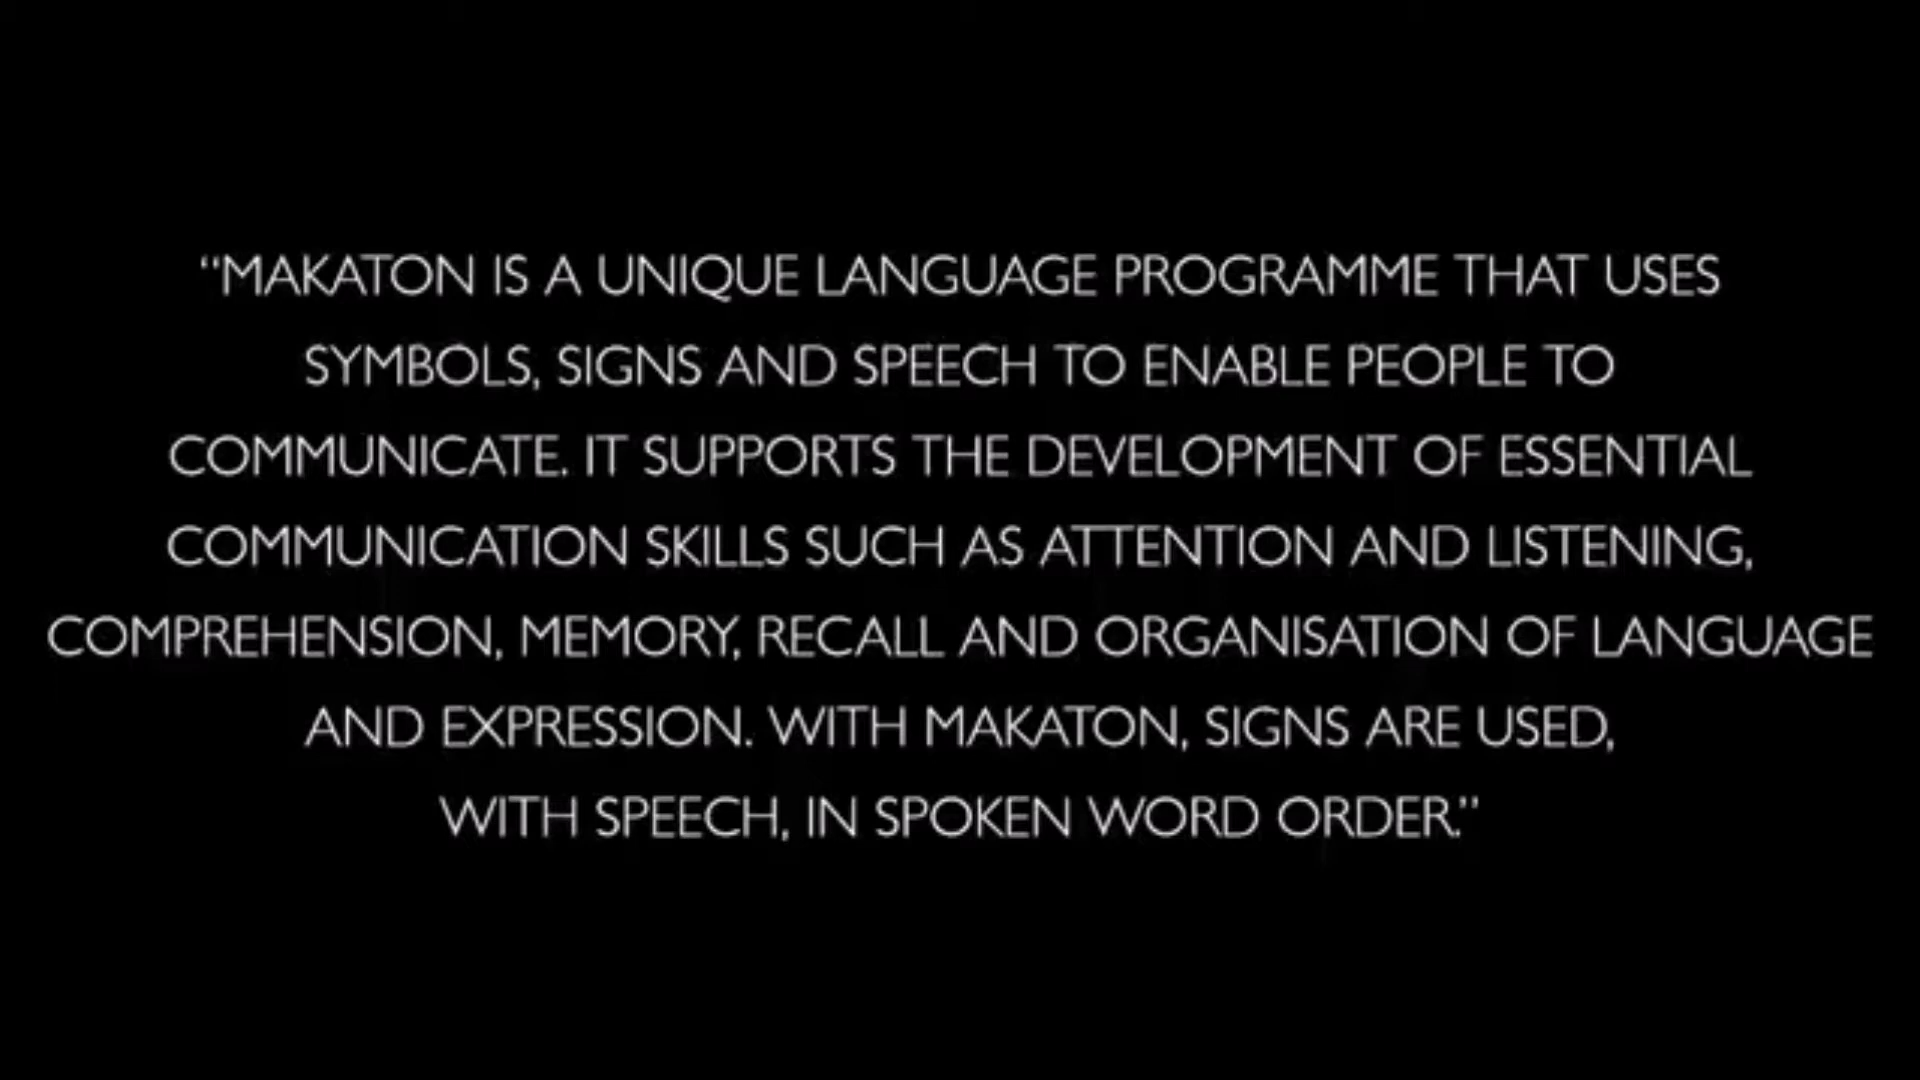 “MAKATON IS A UNIQUE LANGUAGE PROGRAMME THAT USES
SYMBOLS, SIGNS AND SPEECH TO ENABLE PEOPLE TO
COMMUNICATE. IT SUPPORTS THE DEVELOPMENT OF ESSENTIAL
COMMUNICATION SKILLS SUCH AS ATTENTION AND LISTENING,
COMPREHENSION, MEMORY, RECALL AND ORGANISATION OF LANGUAGE
AND EXPRESSION. WITH MAKATON, SIGNS ARE USED,
WITH SPEECH, IN SPOKEN WORD ORDER.”